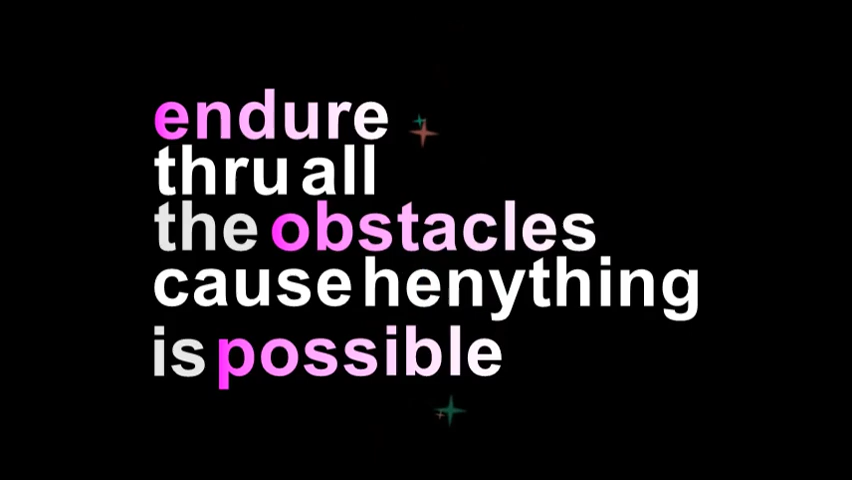 endure
thru all
the obstacles
cause henything
is possible